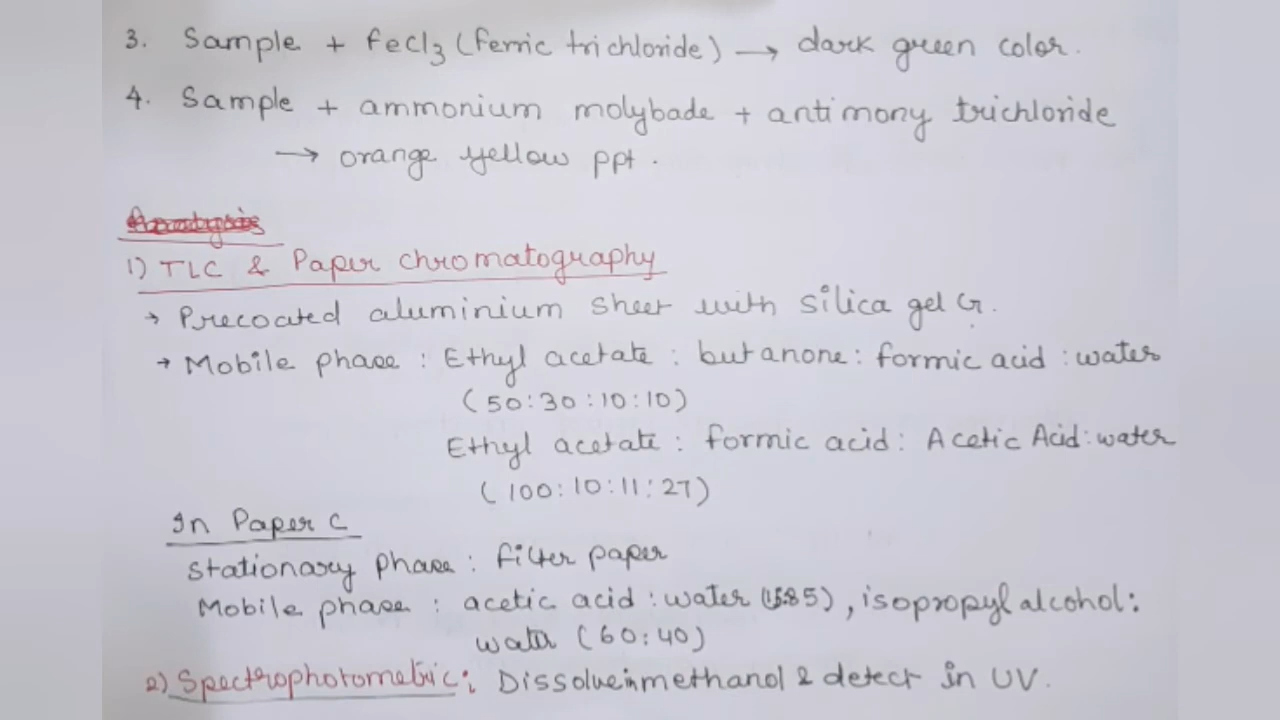 3. Sample + FeCl3 (Ferric trichloride) → dark green color.
4. Sample + ammonium molybade + antimony trichloride
→ orange yellow ppt.
1) TLC & Paper chromatography
→ Precoated aluminium sheet with silica gel G.
→ Mobile phase : Ethyl acetate : butanone : formic acid : water
(50:30:10:10)
Ethyl acetate : formic acid : Acetic Acid : water
(100:10:11:27)
In Paper C
Stationary phase : filter paper
Mobile phase : acetic acid : water (15:85), isopropyl alcohol :
water (60:40)
2) Spectrophotometric : Dissolve in methanol & detect in UV.